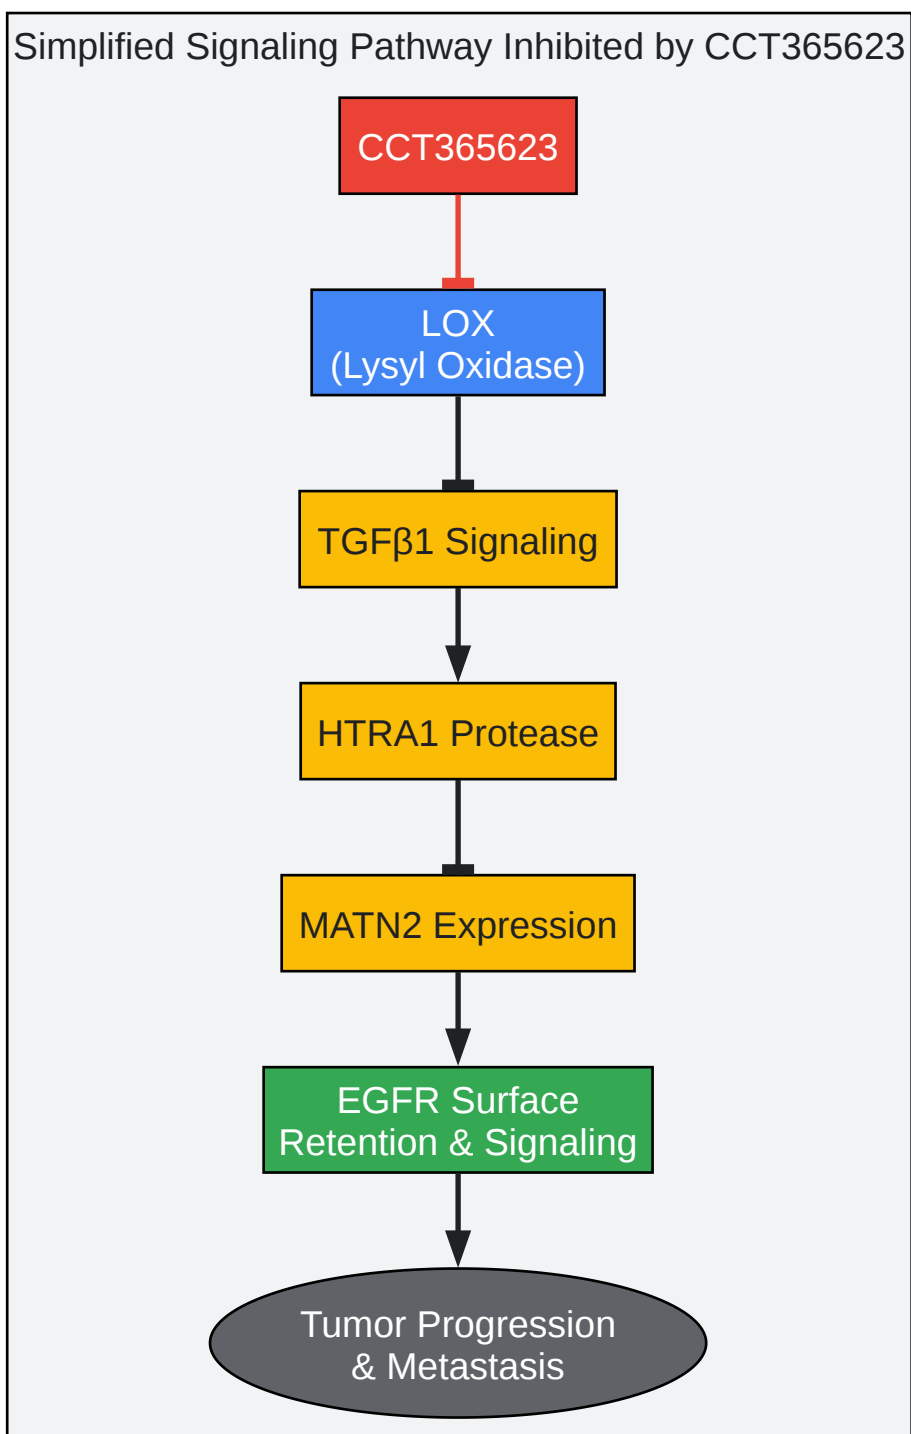 Simplified Signaling Pathway Inhibited by CCT365623
CCT365623
LOX
(Lysyl Oxidase)
TGFβ1 Signaling
HTRA1 Protease
MATN2 Expression
EGFR Surface
Retention & Signaling
Tumor Progression
& Metastasis